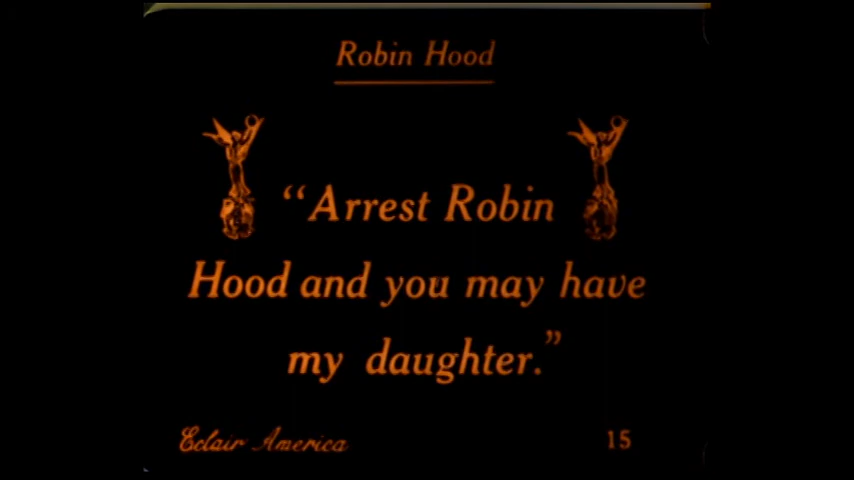 Robin Hood
"Arrest Robin
Hood and you may have
my daughter."
Eclair America
15